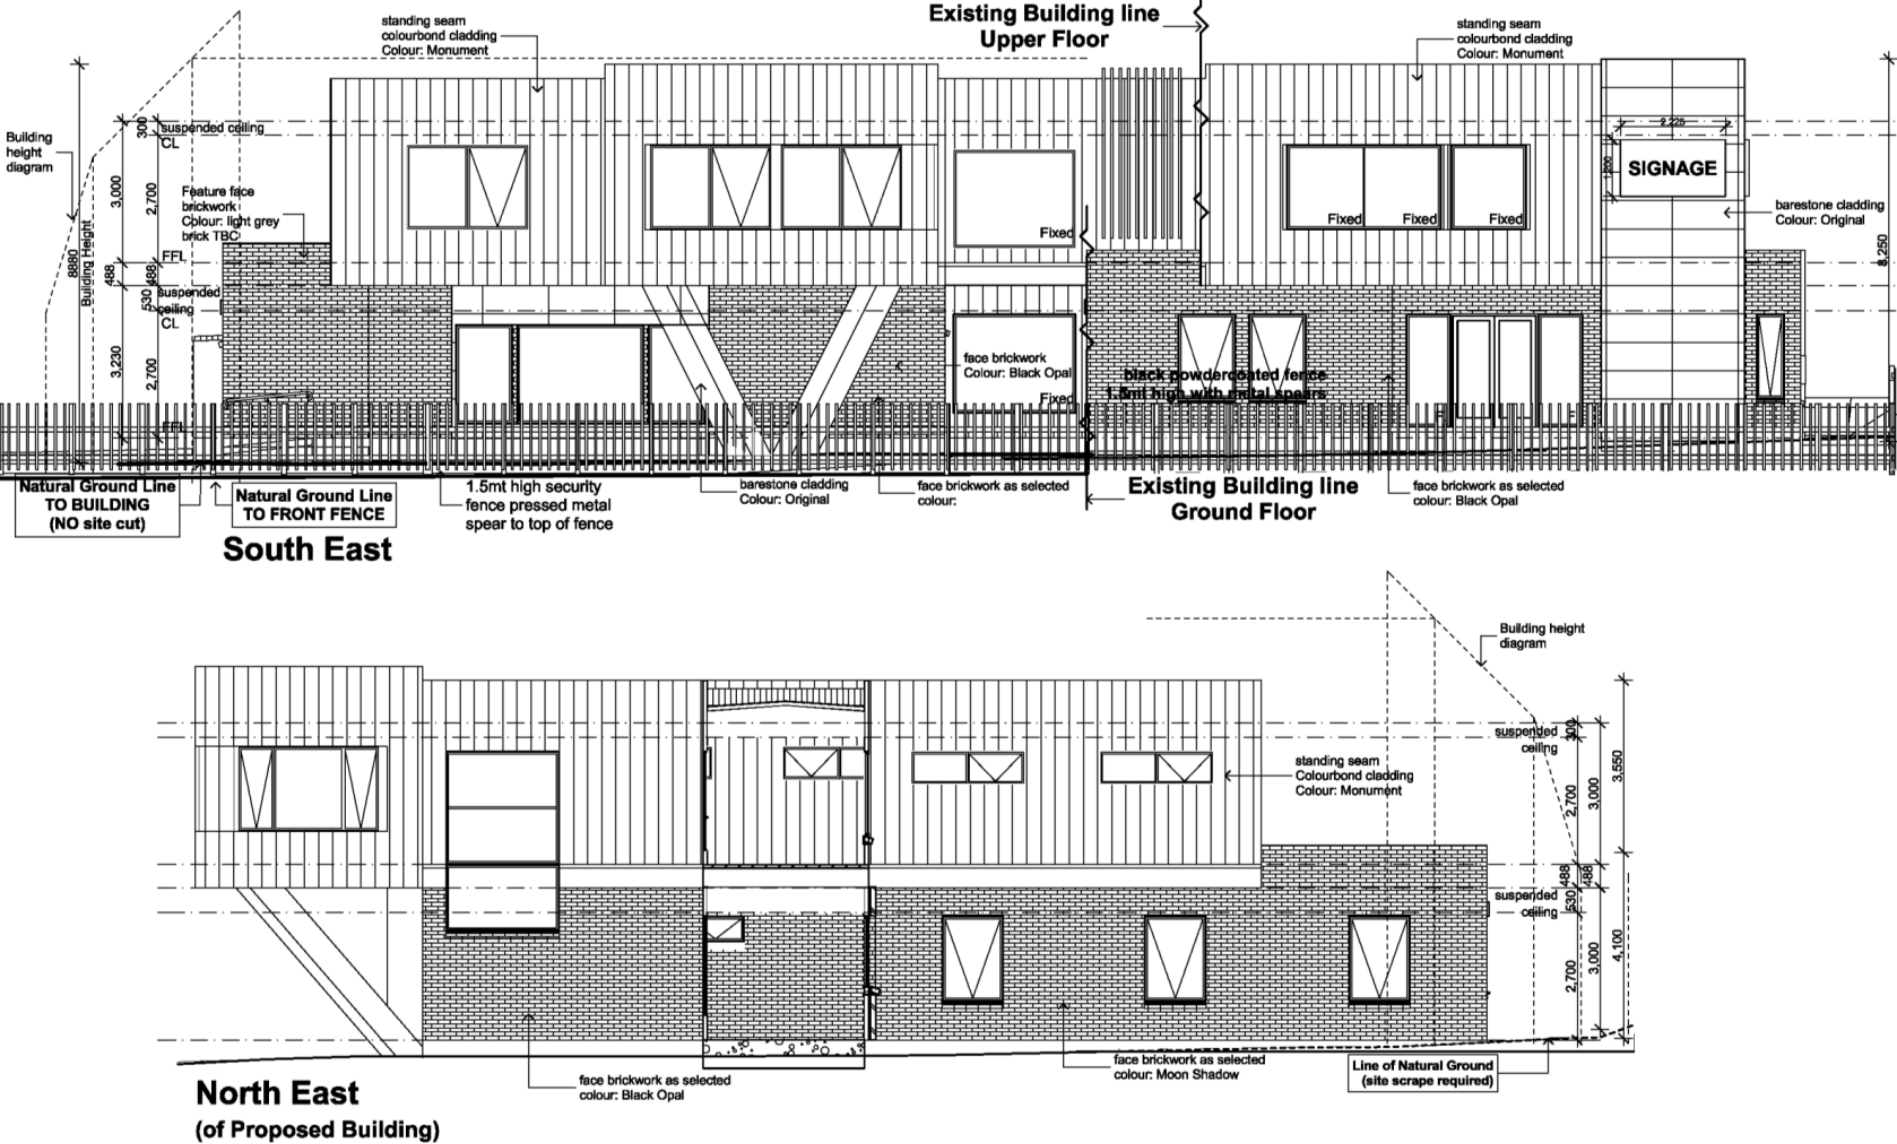 Existing Building line
Upper Floor
standing seam
colourbond cladding
Colour: Monument
standing seam
colourbond cladding
Colour: Monument
Building
height
diagram
300
suspended ceiling
CL
3,000
2,700
Feature face
brickwork
Colour: light grey
brick TBC
8880
Building Height
FFL
488
488
530
suspended
ceiling
CL
3,230
2,700
FFL
Fixed
Fixed
Fixed
Fixed
2,225
1,200
SIGNAGE
barestone cladding
Colour: Original
8,250
face brickwork
Colour: Black Opal
Fixed
black powdercoated fence
1.5mt high with metal spears
Natural Ground Line
TO BUILDING
(NO site cut)
Natural Ground Line
TO FRONT FENCE
1.5mt high security
fence pressed metal
spear to top of fence
barestone cladding
Colour: Original
face brickwork as selected
colour:
Existing Building line
Ground Floor
face brickwork as selected
colour: Black Opal
South East
Building height
diagram
suspended
ceiling
300
2,700
3,000
3,550
standing seam
Colourbond cladding
Colour: Monument
488
488
suspended
ceiling
530
2,700
3,000
4,100
face brickwork as selected
colour: Black Opal
face brickwork as selected
colour: Moon Shadow
Line of Natural Ground
(site scrape required)
North East
(of Proposed Building)